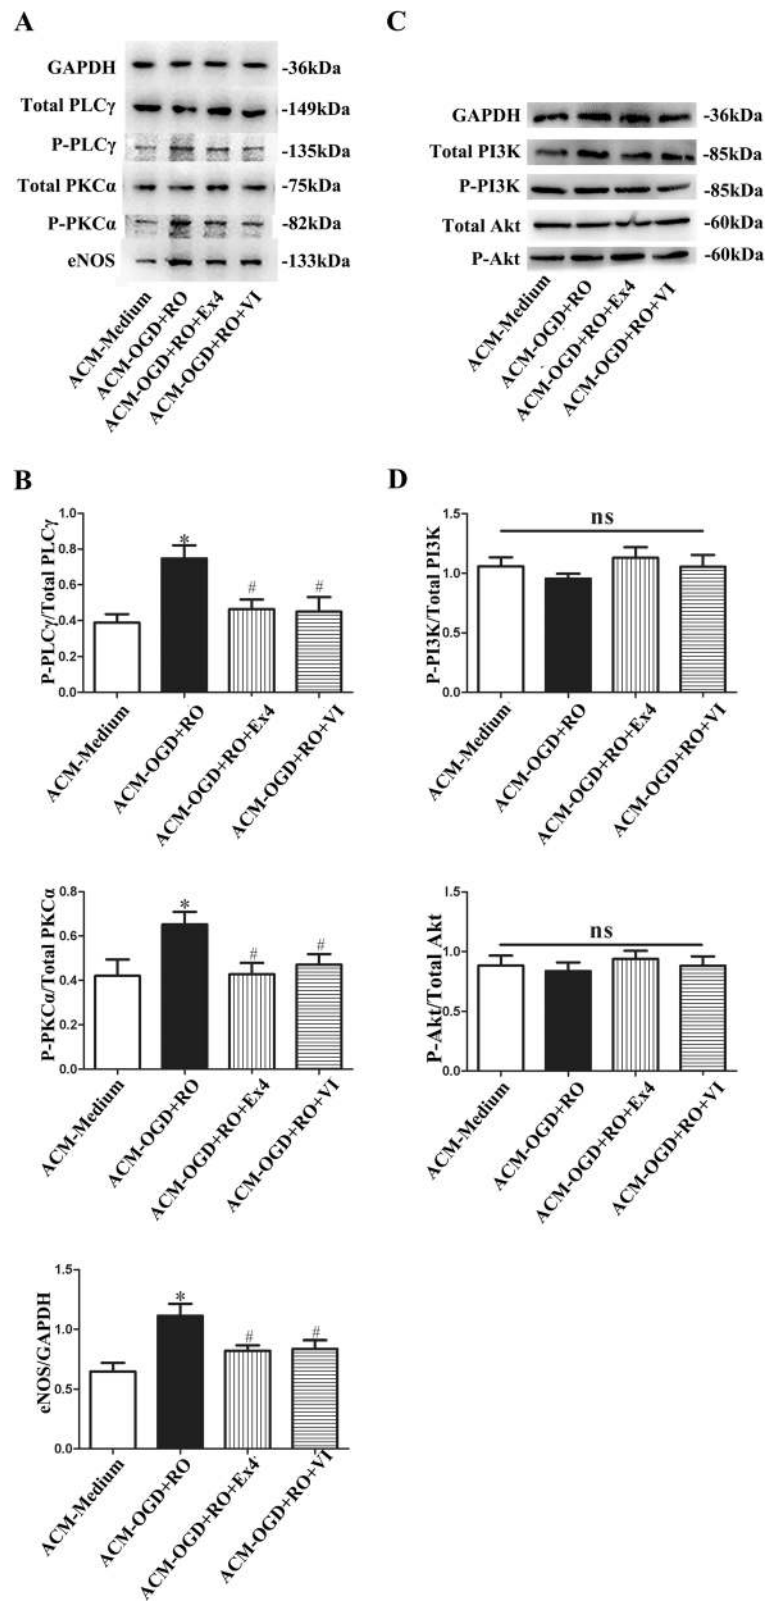 A
GAPDH -36kDa
Total PLCγ -149kDa
P-PLCγ -135kDa
Total PKCα -75kDa
P-PKCα -82kDa
eNOS -133kDa
ACM-Medium
ACM-OGD+RO
ACM-OGD+RO+Ex4
ACM-OGD+RO+VI
C
GAPDH -36kDa
Total PI3K -85kDa
P-PI3K -85kDa
Total Akt -60kDa
P-Akt -60kDa
ACM-Medium
ACM-OGD+RO
ACM-OGD+RO+Ex4
ACM-OGD+RO+VI
B
P-PLCγ/Total PLCγ
1.0
0.8
0.6
0.4
0.2
0.0
*
#
#
ACM-Medium
ACM-OGD+RO
ACM-OGD+RO+Ex4
ACM-OGD+RO+VI
P-PKCα/Total PKCα
0.8
0.6
0.4
0.2
0.0
*
#
#
ACM-Medium
ACM-OGD+RO
ACM-OGD+RO+Ex4
ACM-OGD+RO+VI
eNOS/GAPDH
1.5
1.0
0.5
0.0
*
#
#
ACM-Medium
ACM-OGD+RO
ACM-OGD+RO+Ex4
ACM-OGD+RO+VI
D
P-PI3K/Total PI3K
1.5
1.0
0.5
0.0
ns
ACM-Medium
ACM-OGD+RO
ACM-OGD+RO+Ex4
ACM-OGD+RO+VI
P-Akt/Total Akt
1.5
1.0
0.5
0.0
ns
ACM-Medium
ACM-OGD+RO
ACM-OGD+RO+Ex4
ACM-OGD+RO+VI